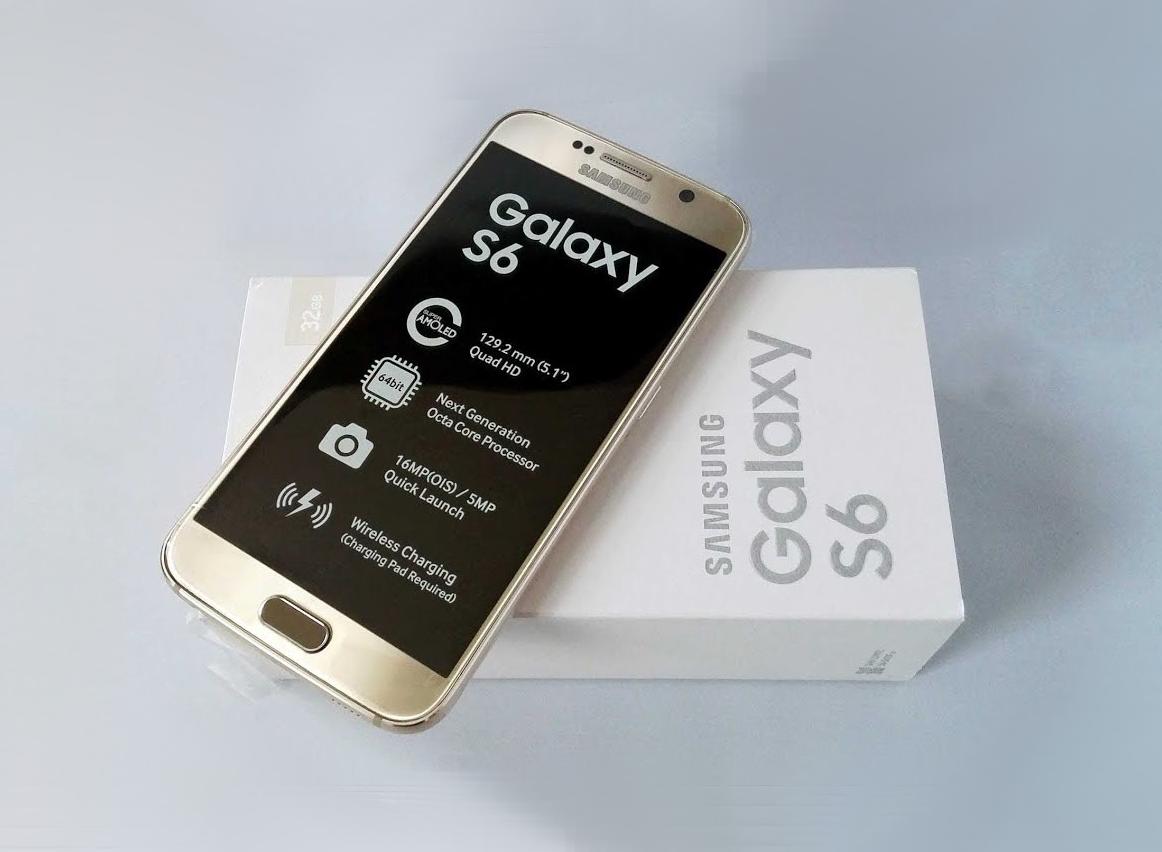 SAMSUNG
Galaxy
S6
SUPER
AMOLED
129.2 mm (5.1")
Quad HD
64bit
Next Generation
Octa Core Processor
16MP(OIS) / 5MP
Quick Launch
Wireless Charging
(Charging Pad Required)
32GB
SAMSUNG
Galaxy
S6